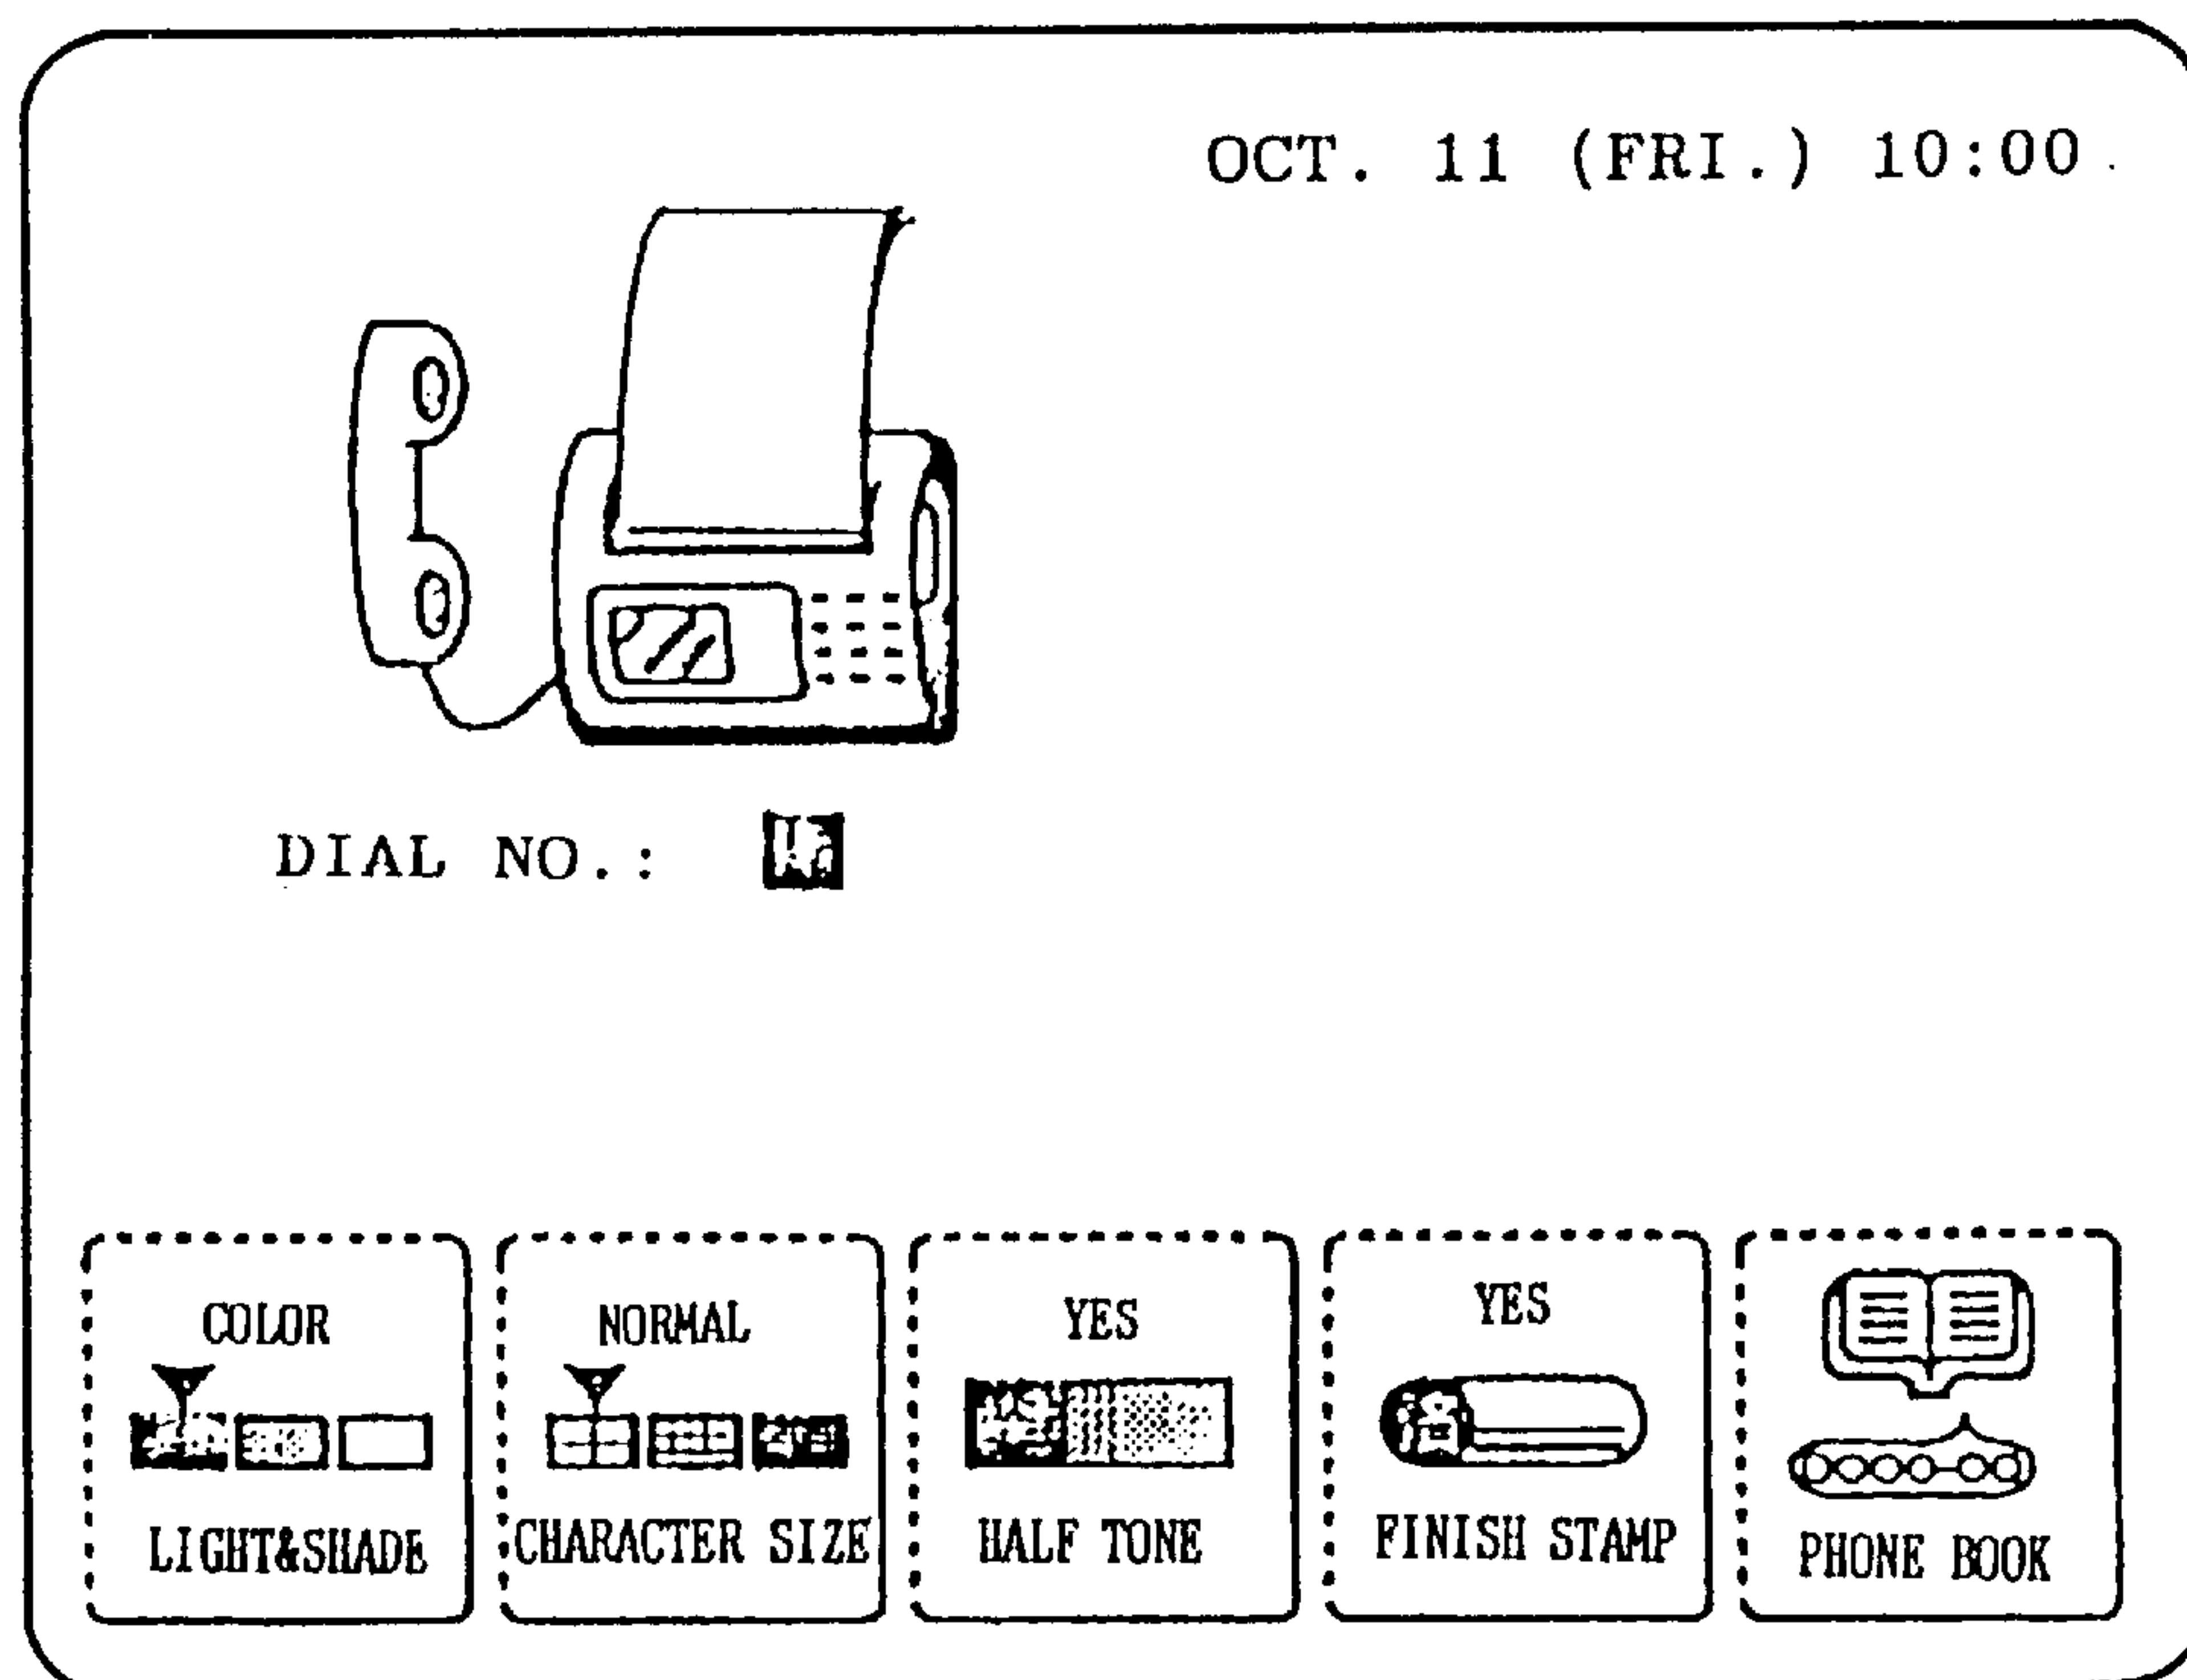 OCT. 11 (FRI.) 10:00
DIAL NO.:
COLOR
LIGHT&SHADE
NORMAL
CHARACTER SIZE
YES
HALF TONE
YES
済
FINISH STAMP
PHONE BOOK